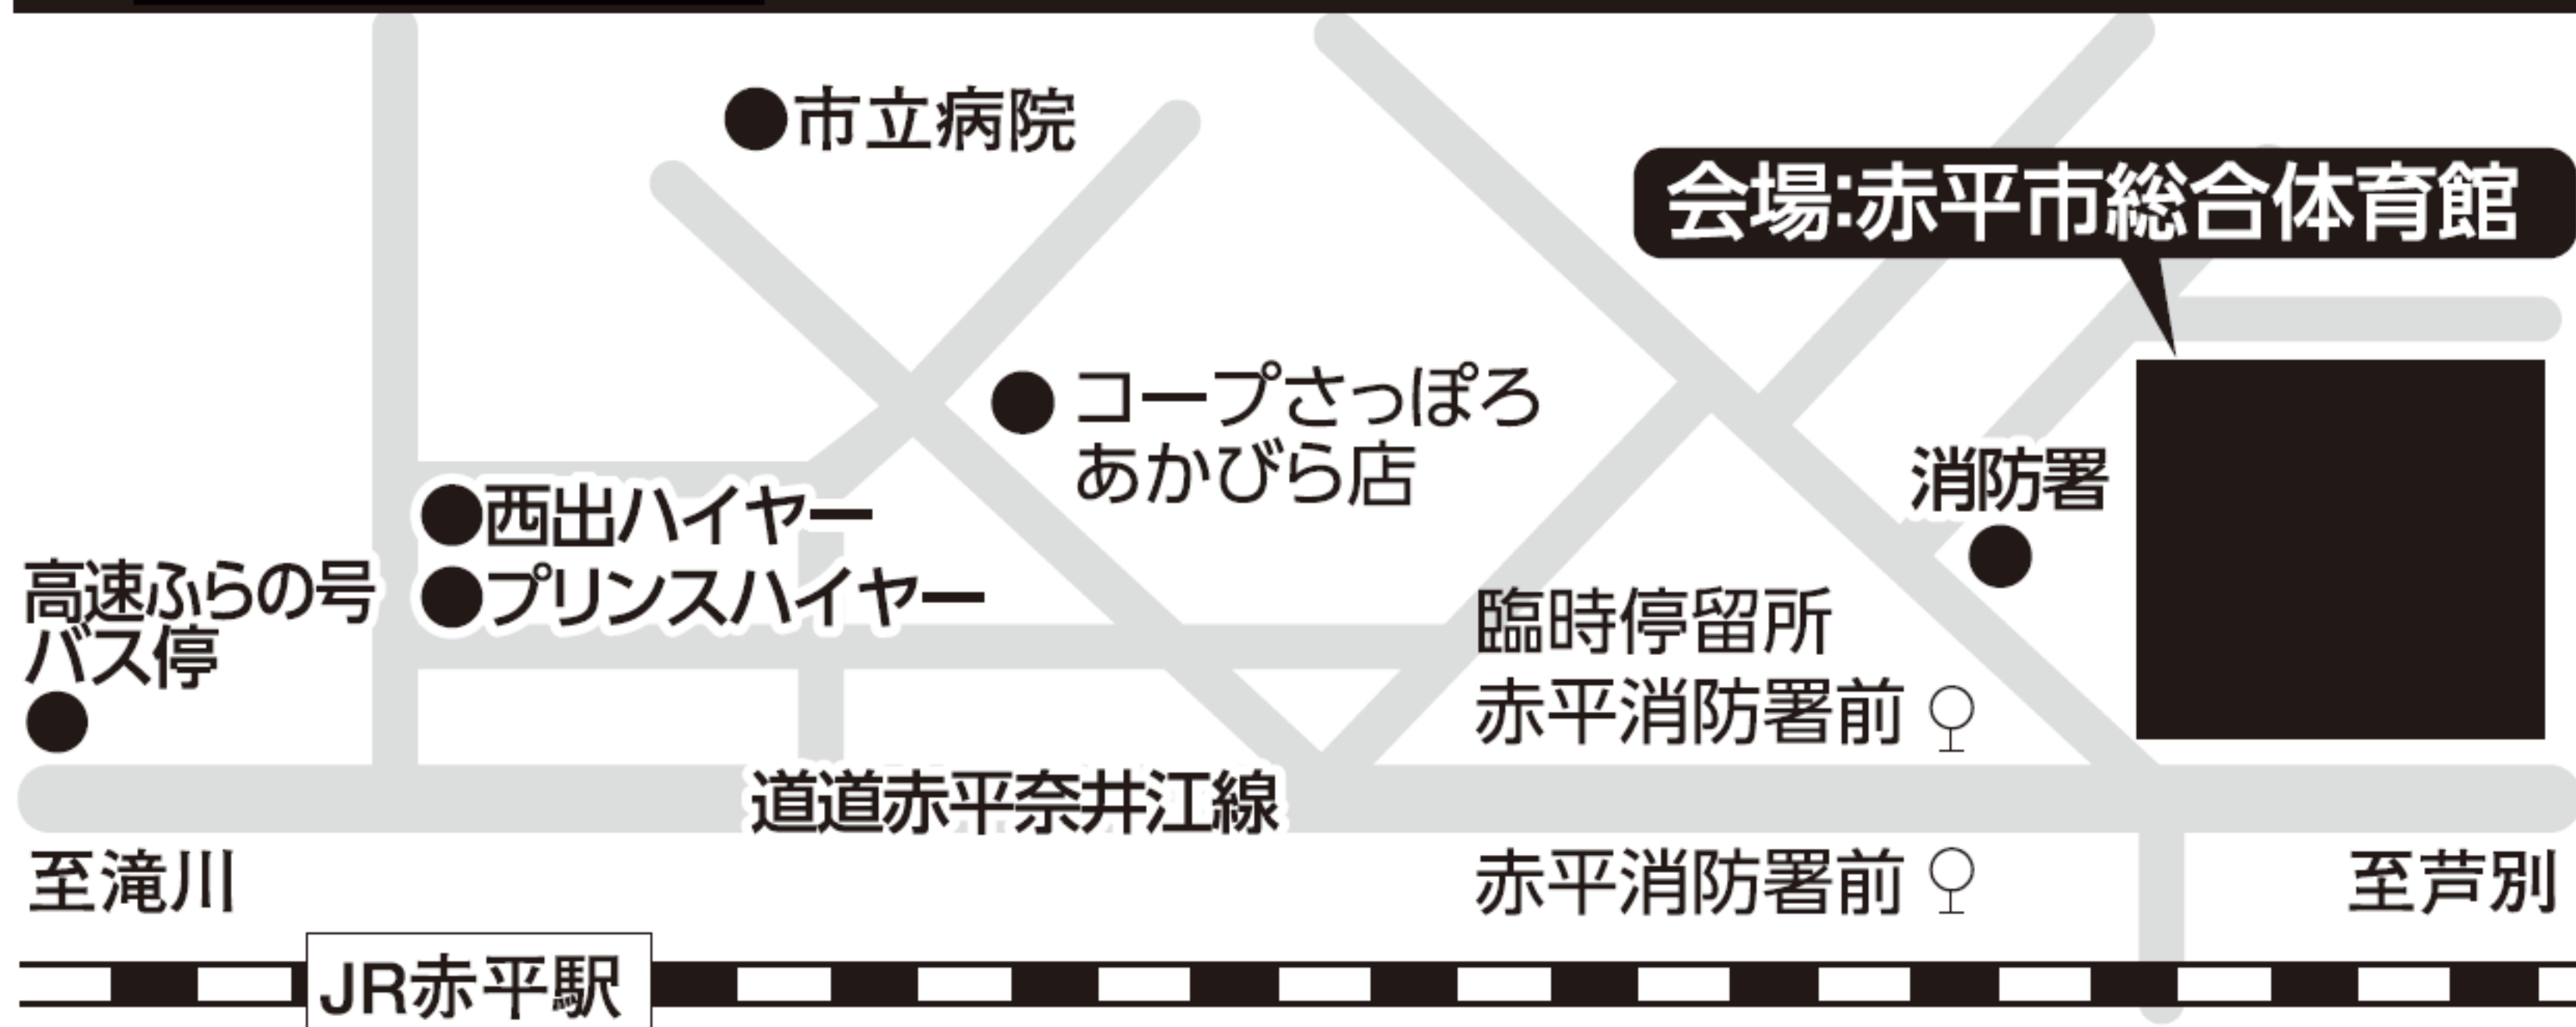 市立病院
会場:赤平市総合体育館
コープさっぽろ
あかびら店
消防署
西出ハイヤー
プリンスハイヤー
高速ふらの号
バス停
臨時停留所
赤平消防署前
道道赤平奈井江線
至滝川
赤平消防署前
至芦別
JR赤平駅